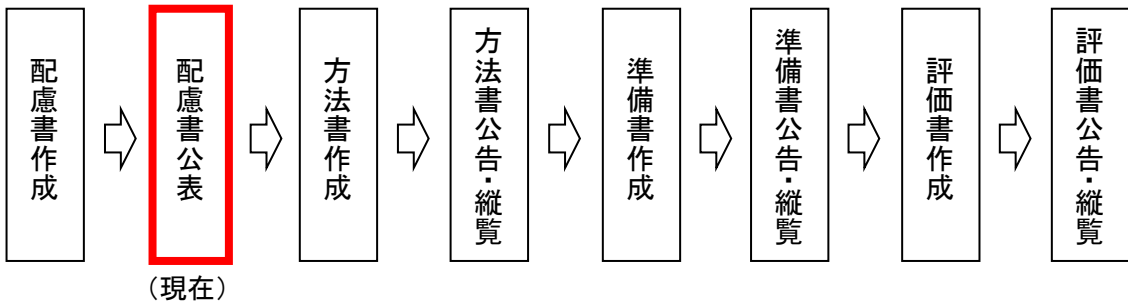 配慮書作成
配慮書公表
方法書作成
方法書公告・縦覧
準備書作成
準備書公告・縦覧
評価書作成
評価書公告・縦覧
（現在）